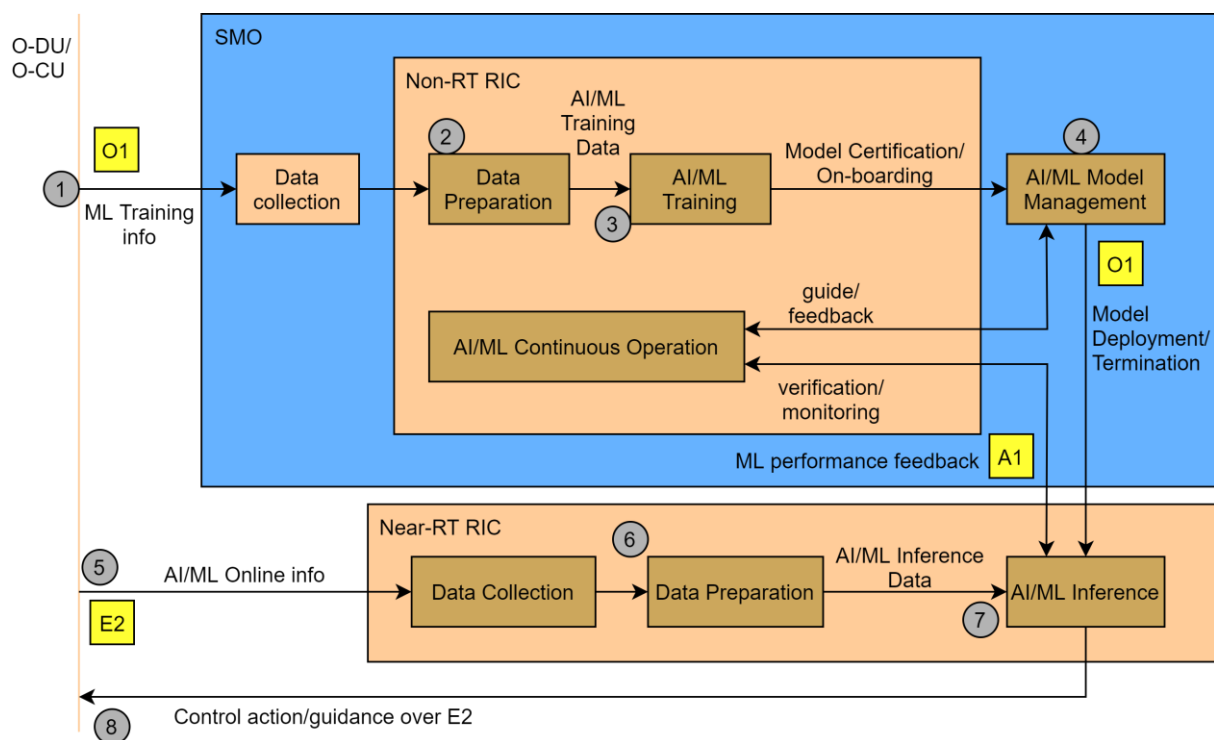 O-DU/
O-CU
SMO
Non-RT RIC
AI/ML
Training
Data
2
4
O1
1
Data
collection
Data
Preparation
3
AI/ML
Training
Model Certification/
On-boarding
AI/ML Model
Management
ML Training
info
O1
guide/
feedback
AI/ML Continuous Operation
Model
Deployment/
Termination
verification/
monitoring
ML performance feedback
A1
Near-RT RIC
5
AI/ML Online info
E2
Data Collection
6
Data Preparation
AI/ML Inference
Data
7
AI/ML Inference
8
Control action/guidance over E2